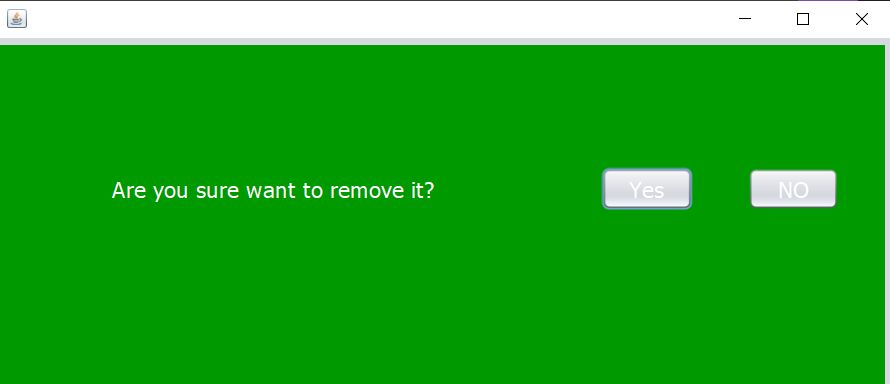 Are you sure want to remove it?
Yes
NO